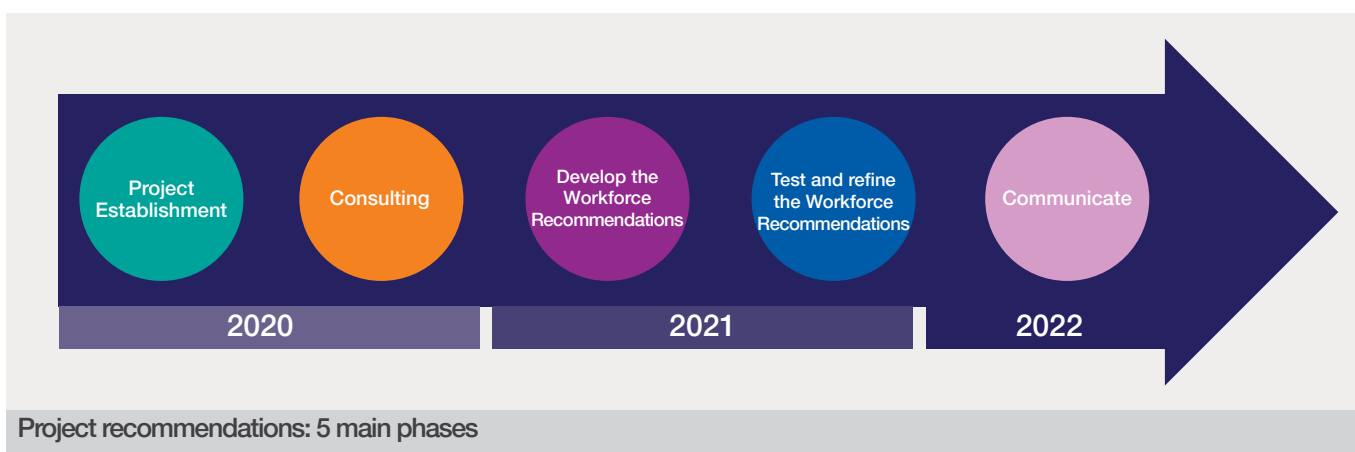 Project
Establishment
Consulting
Develop the
Workforce
Recommendations
Test and refine
the Workforce
Recommendations
Communicate
2020
2021
2022
Project recommendations: 5 main phases